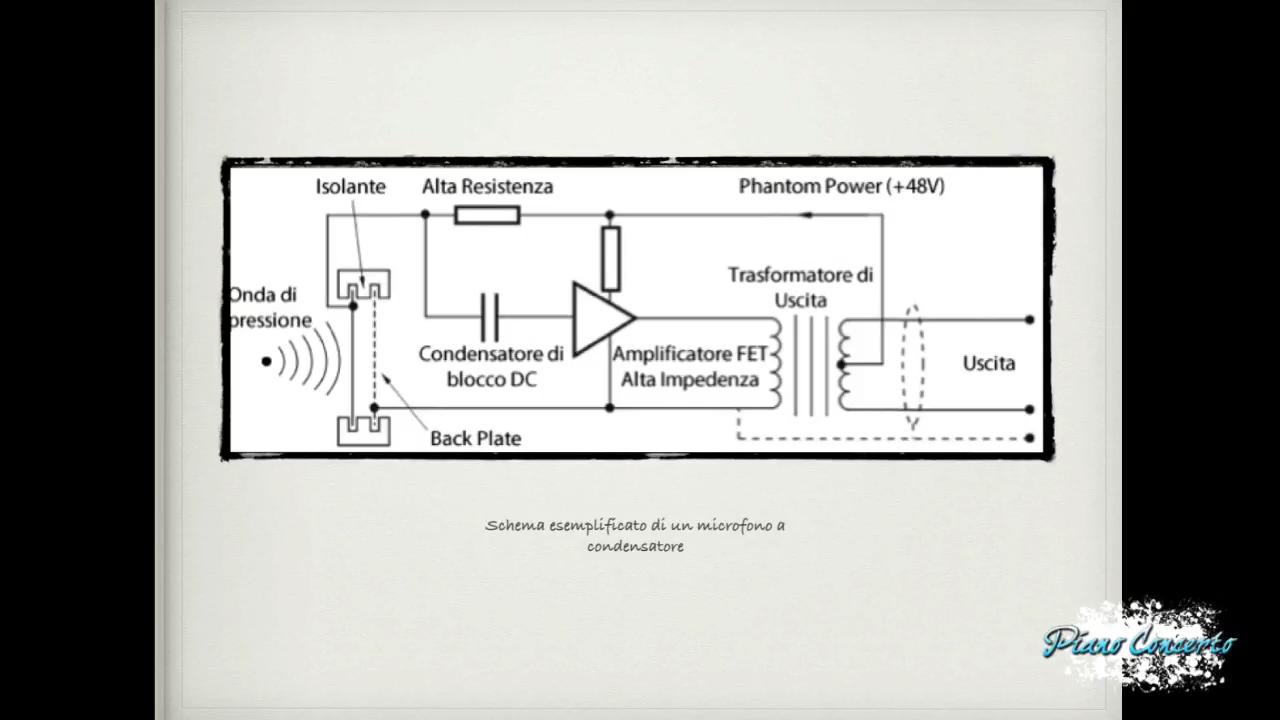 Isolante
Alta Resistenza
Phantom Power (+48V)
Onda di
pressione
Trasformatore di
Uscita
Condensatore di
blocco DC
Amplificatore FET
Alta Impedenza
Uscita
Back Plate
Schema esemplificato di un microfono a
condensatore
Piano Concerto